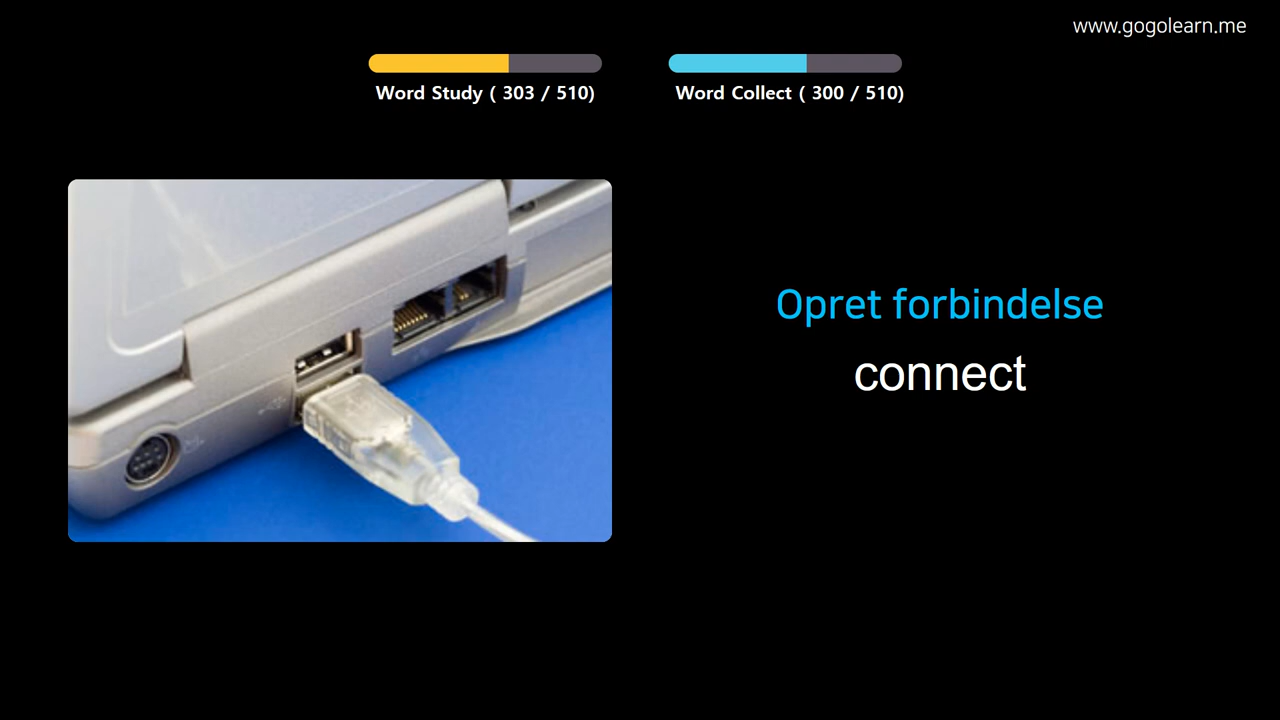 www.gogolearn.me
Word Study ( 303 / 510)
Word Collect ( 300 / 510)
Opret forbindelse
connect